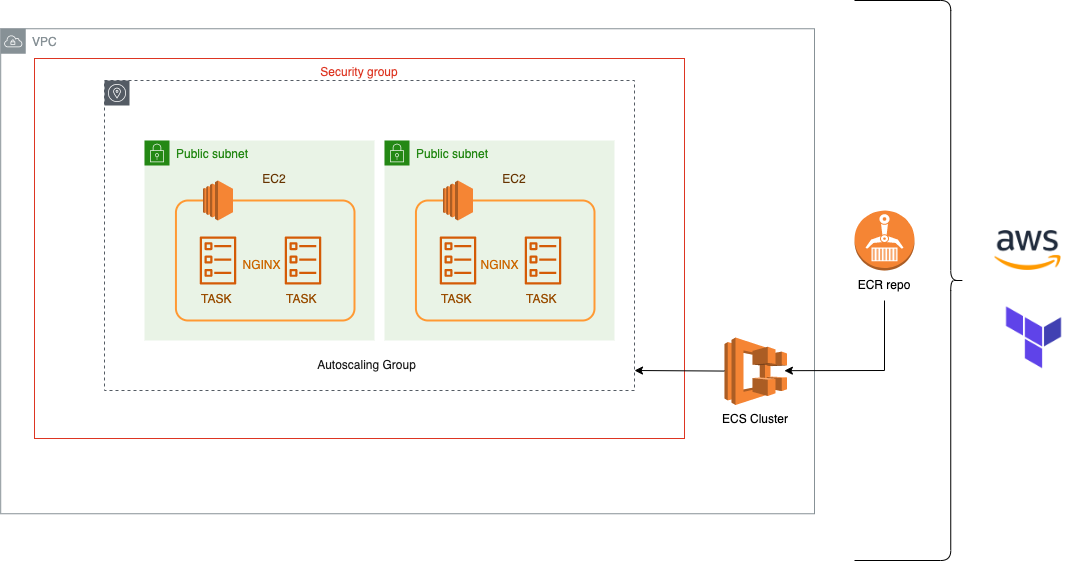 VPC
Security group
Public subnet
Public subnet
EC2
EC2
NGINX
NGINX
TASK
TASK
TASK
TASK
Autoscaling Group
ECS Cluster
ECR repo
aws